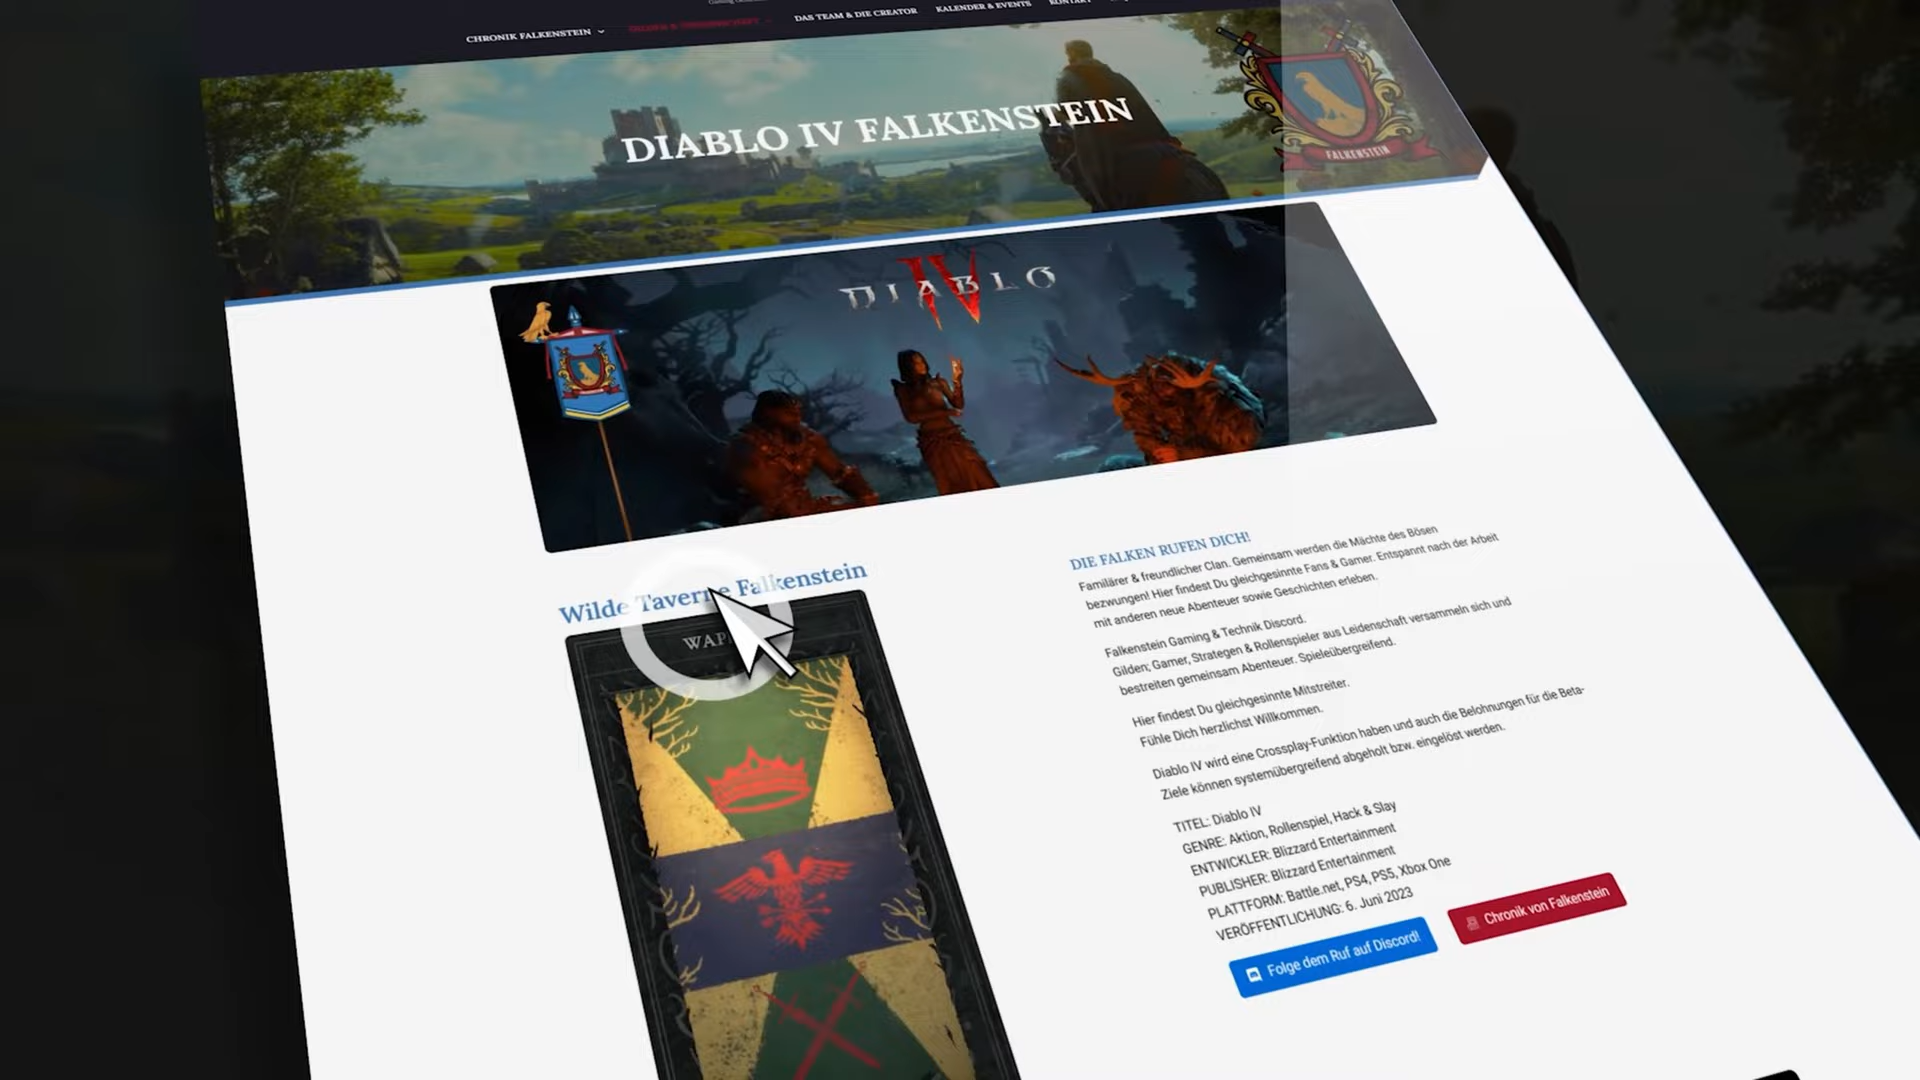 CHRONIK FALKENSTEIN
DAS TEAM & DIE CREATOR
KALENDER & EVENTS
KONTAKT
DIABLO IV FALKENSTEIN
FALKENSTEIN
DIABLO
IV
Wilde Taverne Falkenstein
DIE FALKEN RUFEN DICH!
Familärer & freundlicher Clan. Gemeinsam werden die Mächte des Bösen
bezwungen! Hier findest Du gleichgesinnte Fans & Gamer. Entspannt nach der Arbeit
mit anderen neue Abenteuer sowie Geschichten erleben.
Falkenstein Gaming & Technik Discord.
Gilden; Gamer, Strategen & Rollenspieler aus Leidenschaft versammeln sich und
bestreiten gemeinsam Abenteuer. Spieleübergreifend.
Hier findest Du gleichgesinnte Mitstreiter.
Fühle Dich herzlichst Willkommen.
Diablo IV wird eine Crossplay-Funktion haben und auch die Belohnungen für die Beta-
Ziele können systemübergreifend abgeholt bzw. eingelöst werden.
TITEL: Diablo IV
GENRE: Aktion, Rollenspiel, Hack & Slay
ENTWICKLER: Blizzard Entertainment
PUBLISHER: Blizzard Entertainment
PLATTFORM: Battle.net, PS4, PS5, Xbox One
VERÖFFENTLICHUNG: 6. Juni 2023
Folge dem Ruf auf Discord!
Chronik von Falkenstein